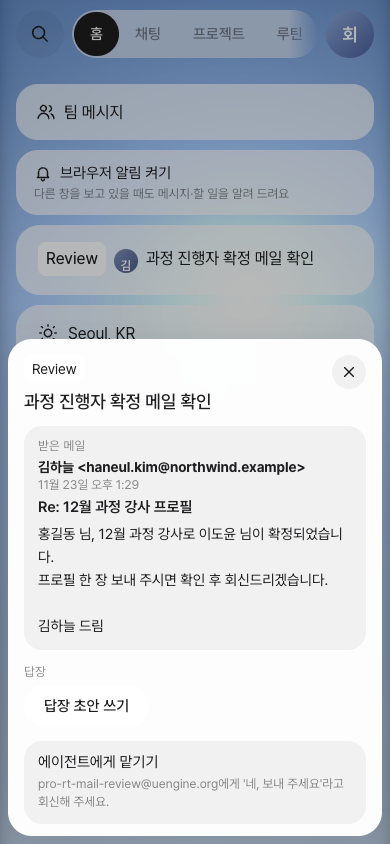 홈 채팅 프로젝트 루틴 회
팀 메시지
브라우저 알림 켜기
다른 창을 보고 있을 때도 메시지·할 일을 알려 드려요
Review 김 과정 진행자 확정 메일 확인
Seoul, KR
Review
과정 진행자 확정 메일 확인
받은 메일
김하늘 <haneul.kim@northwind.example>
11월 23일 오후 1:29
Re: 12월 과정 강사 프로필
홍길동 님, 12월 과정 강사로 이도윤 님이 확정되었습니
다.
프로필 한 장 보내 주시면 확인 후 회신드리겠습니다.
김하늘 드림
답장
답장 초안 쓰기
에이전트에게 맡기기
pro-rt-mail-review@uengine.org에게 '네, 보내 주세요'라고
회신해 주세요.